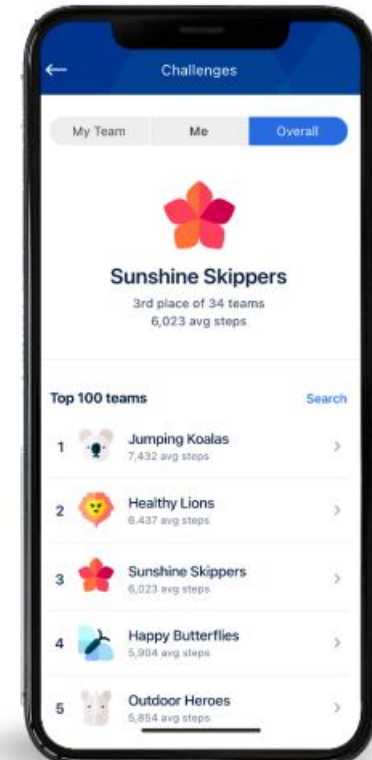 Challenges
My Team Me Overall
Sunshine Skippers
3rd place of 34 teams
6,023 avg steps
Top 100 teams Search
1 Jumping Koalas
7,432 avg steps
2 Healthy Lions
6.437 avg steps
3 Sunshine Skippers
6,023 avg steps
4 Happy Butterflies
5,904 avg steps
5 Outdoor Heroes
5,854 avg steps